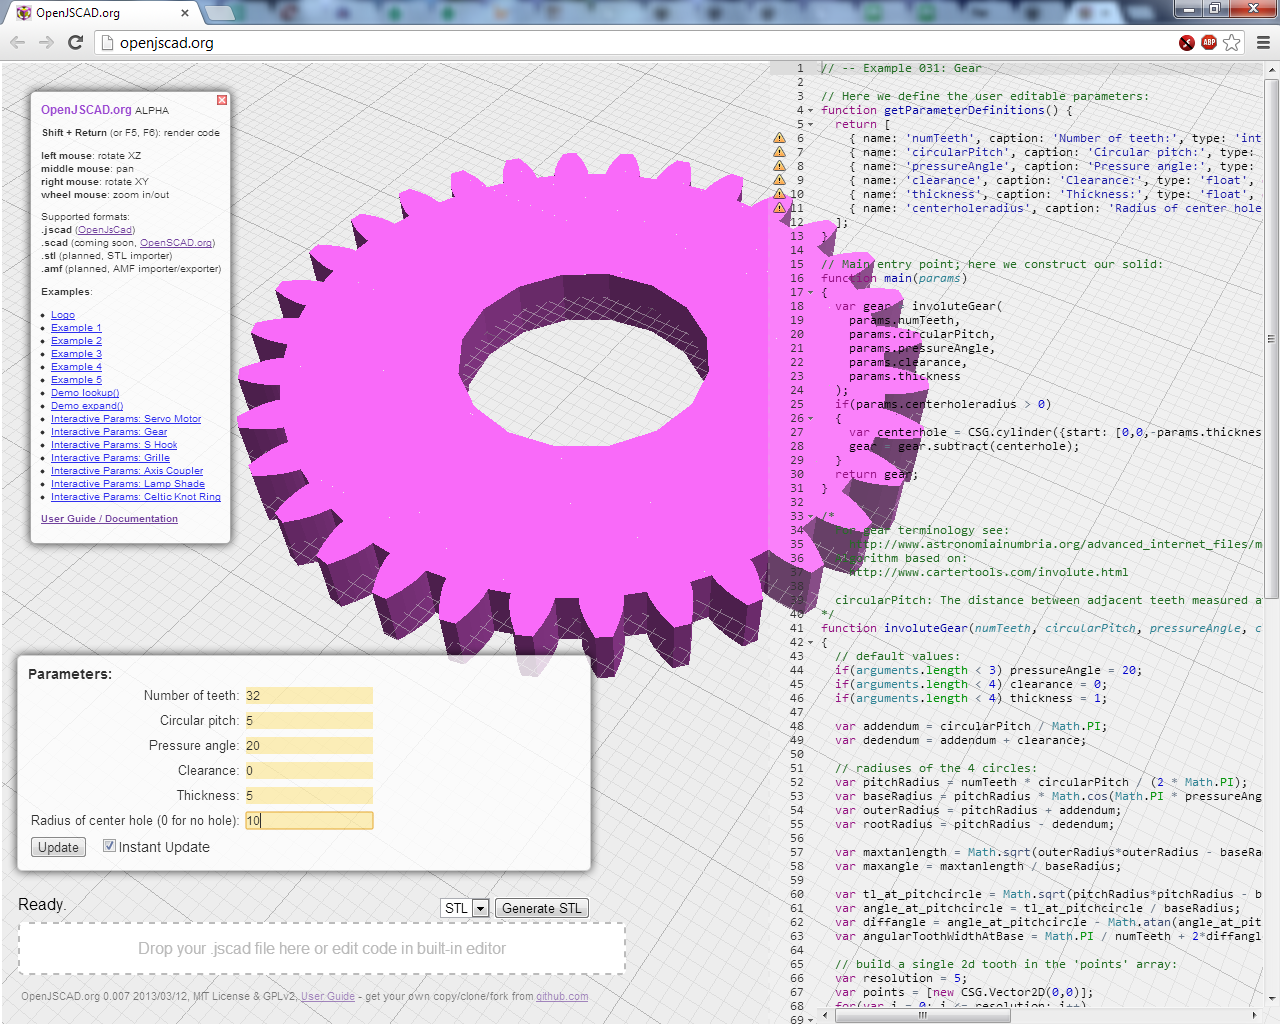 OpenJSCAD.org
openjscad.org
ABP
OpenJSCAD.org ALPHA
Shift + Return (or F5, F6): render code
left mouse: rotate XZ
middle mouse: pan
right mouse: rotate XY
wheel mouse: zoom in/out
Supported formats:
.jscad (OpenJsCad)
.scad (coming soon, OpenSCAD.org)
.stl (planned, STL importer)
.amf (planned, AMF importer/exporter)
Examples:
Logo
Example 1
Example 2
Example 3
Example 4
Example 5
Demo lookup()
Demo expand()
Interactive Params: Servo Motor
Interactive Params: Gear
Interactive Params: S Hook
Interactive Params: Grille
Interactive Params: Axis Coupler
Interactive Params: Lamp Shade
Interactive Params: Celtic Knot Ring
User Guide / Documentation
Parameters:
Number of teeth: 32
Circular pitch: 5
Pressure angle: 20
Clearance: 0
Thickness: 5
Radius of center hole (0 for no hole): 10
Update Instant Update
Ready.
STL Generate STL
Drop your .jscad file here or edit code in built-in editor
OpenJSCAD.org 0.007 2013/03/12, MIT License & GPLv2, User Guide - get your own copy/clone/fork from github.com
1 // -- Example 031: Gear
2
3 // Here we define the user editable parameters:
4 function getParameterDefinitions() {
5 return [
6 { name: 'numTeeth', caption: 'Number of teeth:', type: 'int
7 { name: 'circularPitch', caption: 'Circular pitch:', type:
8 { name: 'pressureAngle', caption: 'Pressure angle:', type:
9 { name: 'clearance', caption: 'Clearance:', type: 'float',
10 { name: 'thickness', caption: 'Thickness:', type: 'float',
11 { name: 'centerholeradius', caption: 'Radius of center hole
12 ];
13 }
14
15 // Main entry point; here we construct our solid:
16 function main(params)
17 {
18 var gear = involuteGear(
19 params.numTeeth,
20 params.circularPitch,
21 params.pressureAngle,
22 params.clearance,
23 params.thickness
24 );
25 if(params.centerholeradius > 0)
26 {
27 var centerhole = CSG.cylinder({start: [0,0,-params.thicknes
28 gear = gear.subtract(centerhole);
29 }
30 return gear;
31 }
32
33 /*
34 gear terminology see:
35 http://www.astronomiainumbria.org/advanced_internet_files/m
36 based on:
37 http://www.cartertools.com/involute.html
38
39 circularPitch: The distance between adjacent teeth measured a
40 */
41 function involuteGear(numTeeth, circularPitch, pressureAngle, c
42 {
43 // default values:
44 if(arguments.length < 3) pressureAngle = 20;
45 if(arguments.length < 4) clearance = 0;
46 if(arguments.length < 4) thickness = 1;
47
48 var addendum = circularPitch / Math.PI;
49 var dedendum = addendum + clearance;
50
51 // radiuses of the 4 circles:
52 var pitchRadius = numTeeth * circularPitch / (2 * Math.PI);
53 var baseRadius = pitchRadius * Math.cos(Math.PI * pressureAng
54 var outerRadius = pitchRadius + addendum;
55 var rootRadius = pitchRadius - dedendum;
56
57 var maxtanlength = Math.sqrt(outerRadius*outerRadius - baseRa
58 var maxangle = maxtanlength / baseRadius;
59
60 var tl_at_pitchcircle = Math.sqrt(pitchRadius*pitchRadius - b
61 var angle_at_pitchcircle = tl_at_pitchcircle / baseRadius;
62 var diffangle = angle_at_pitchcircle - Math.atan(angle_at_pit
63 var angularToothWidthAtBase = Math.PI / numTeeth + 2*diffangl
64
65 // build a single 2d tooth in the 'points' array:
66 var resolution = 5;
67 var points = [new CSG.Vector2D(0,0)];
68 for(var i = 0; i <= resolution; i++)
69